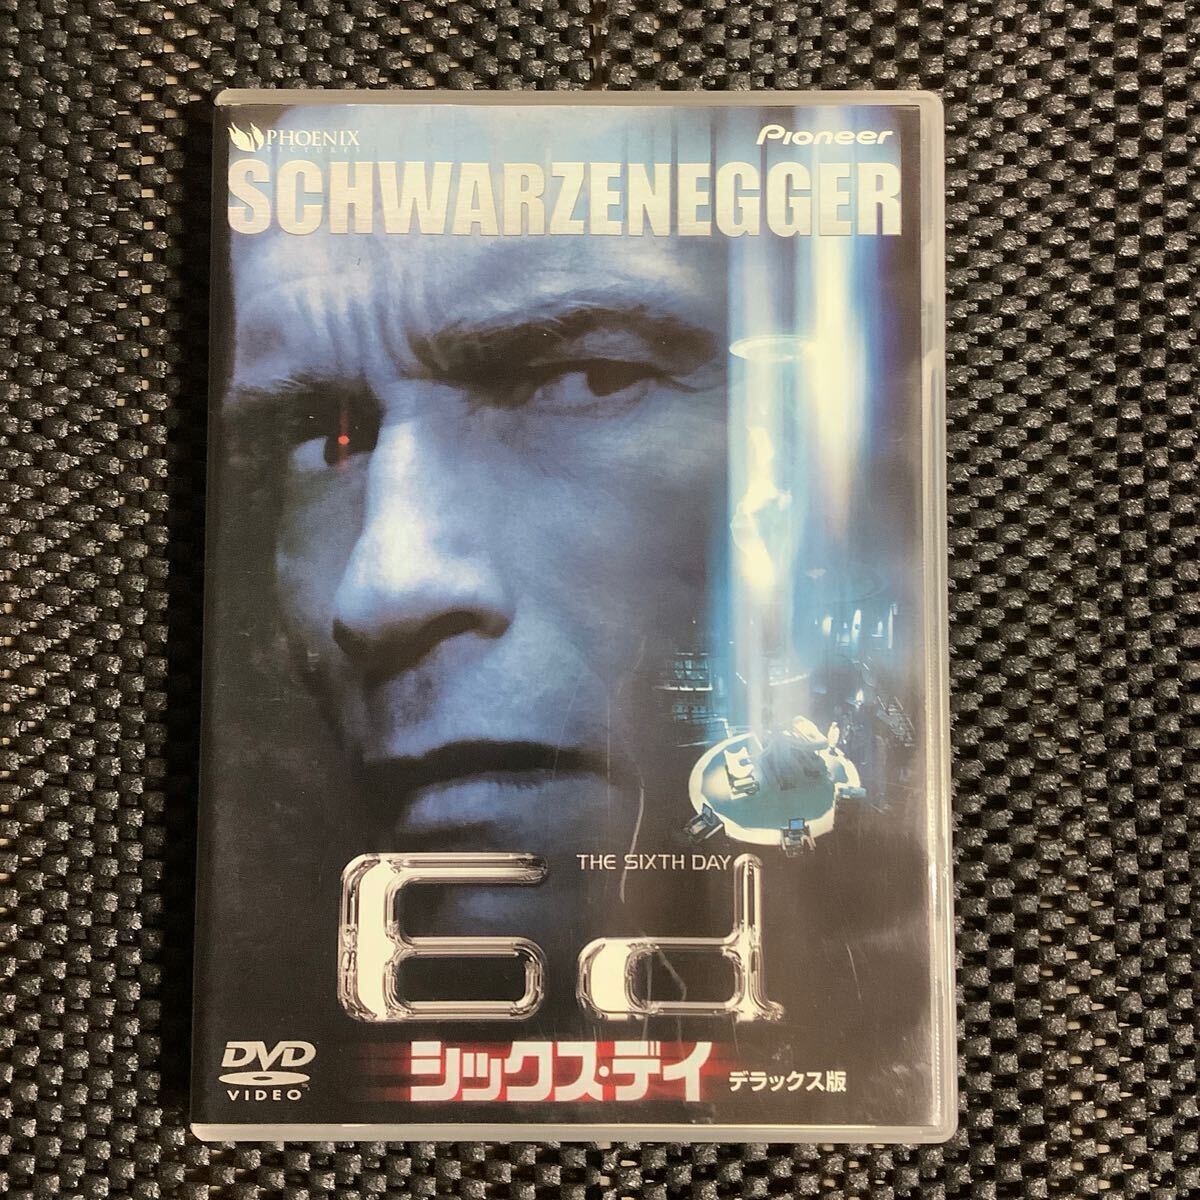 PHOENIX
PICTURES
Pioneer
SCHWARZENEGGER
THE SIXTH DAY
6d
シックス・デイ
デラックス版
DVD
VIDEO